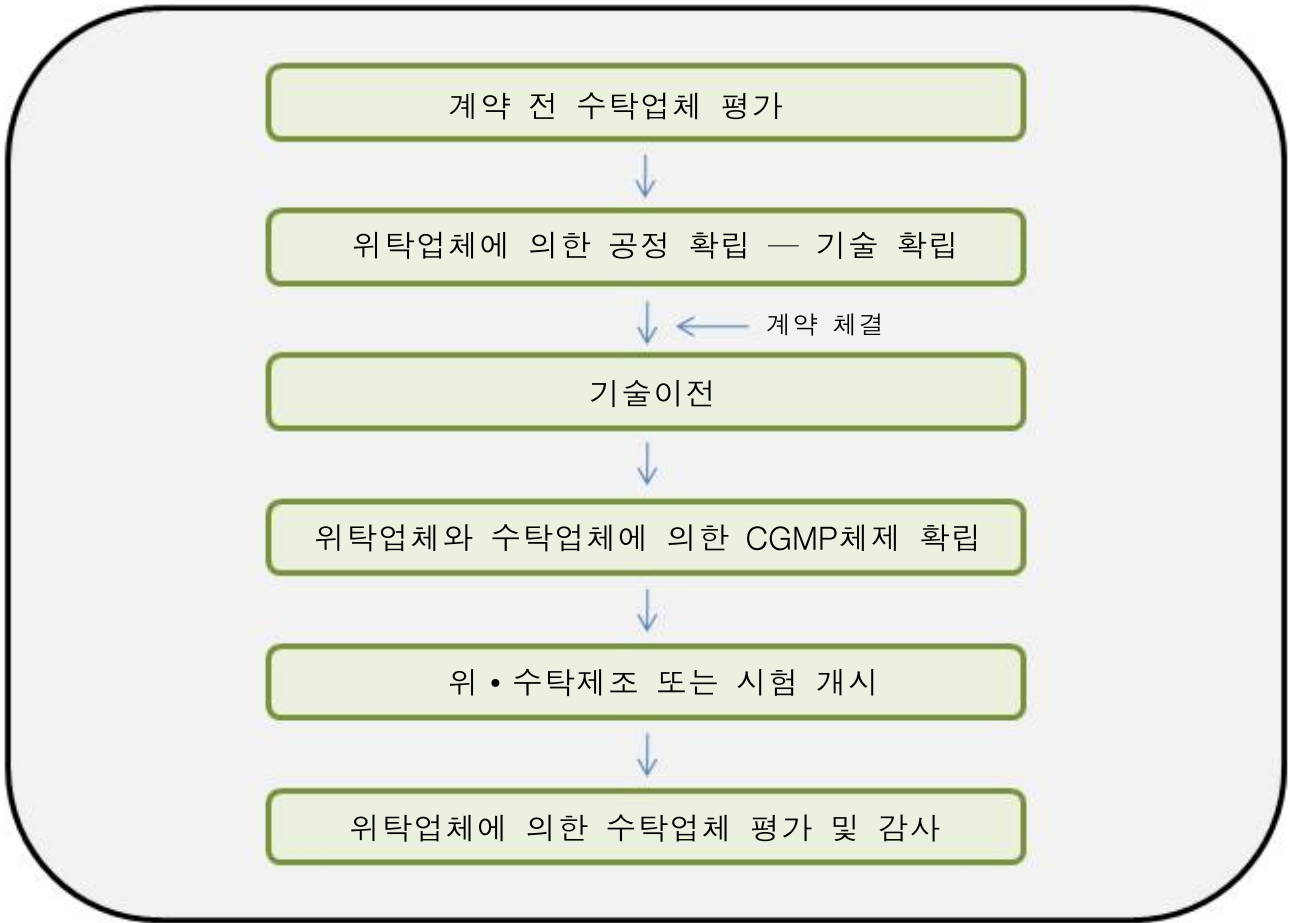 계약 전 수탁업체 평가
위탁업체에 의한 공정 확립 — 기술 확립
계약 체결
기술이전
위탁업체와 수탁업체에 의한 CGMP체제 확립
위•수탁제조 또는 시험 개시
위탁업체에 의한 수탁업체 평가 및 감사